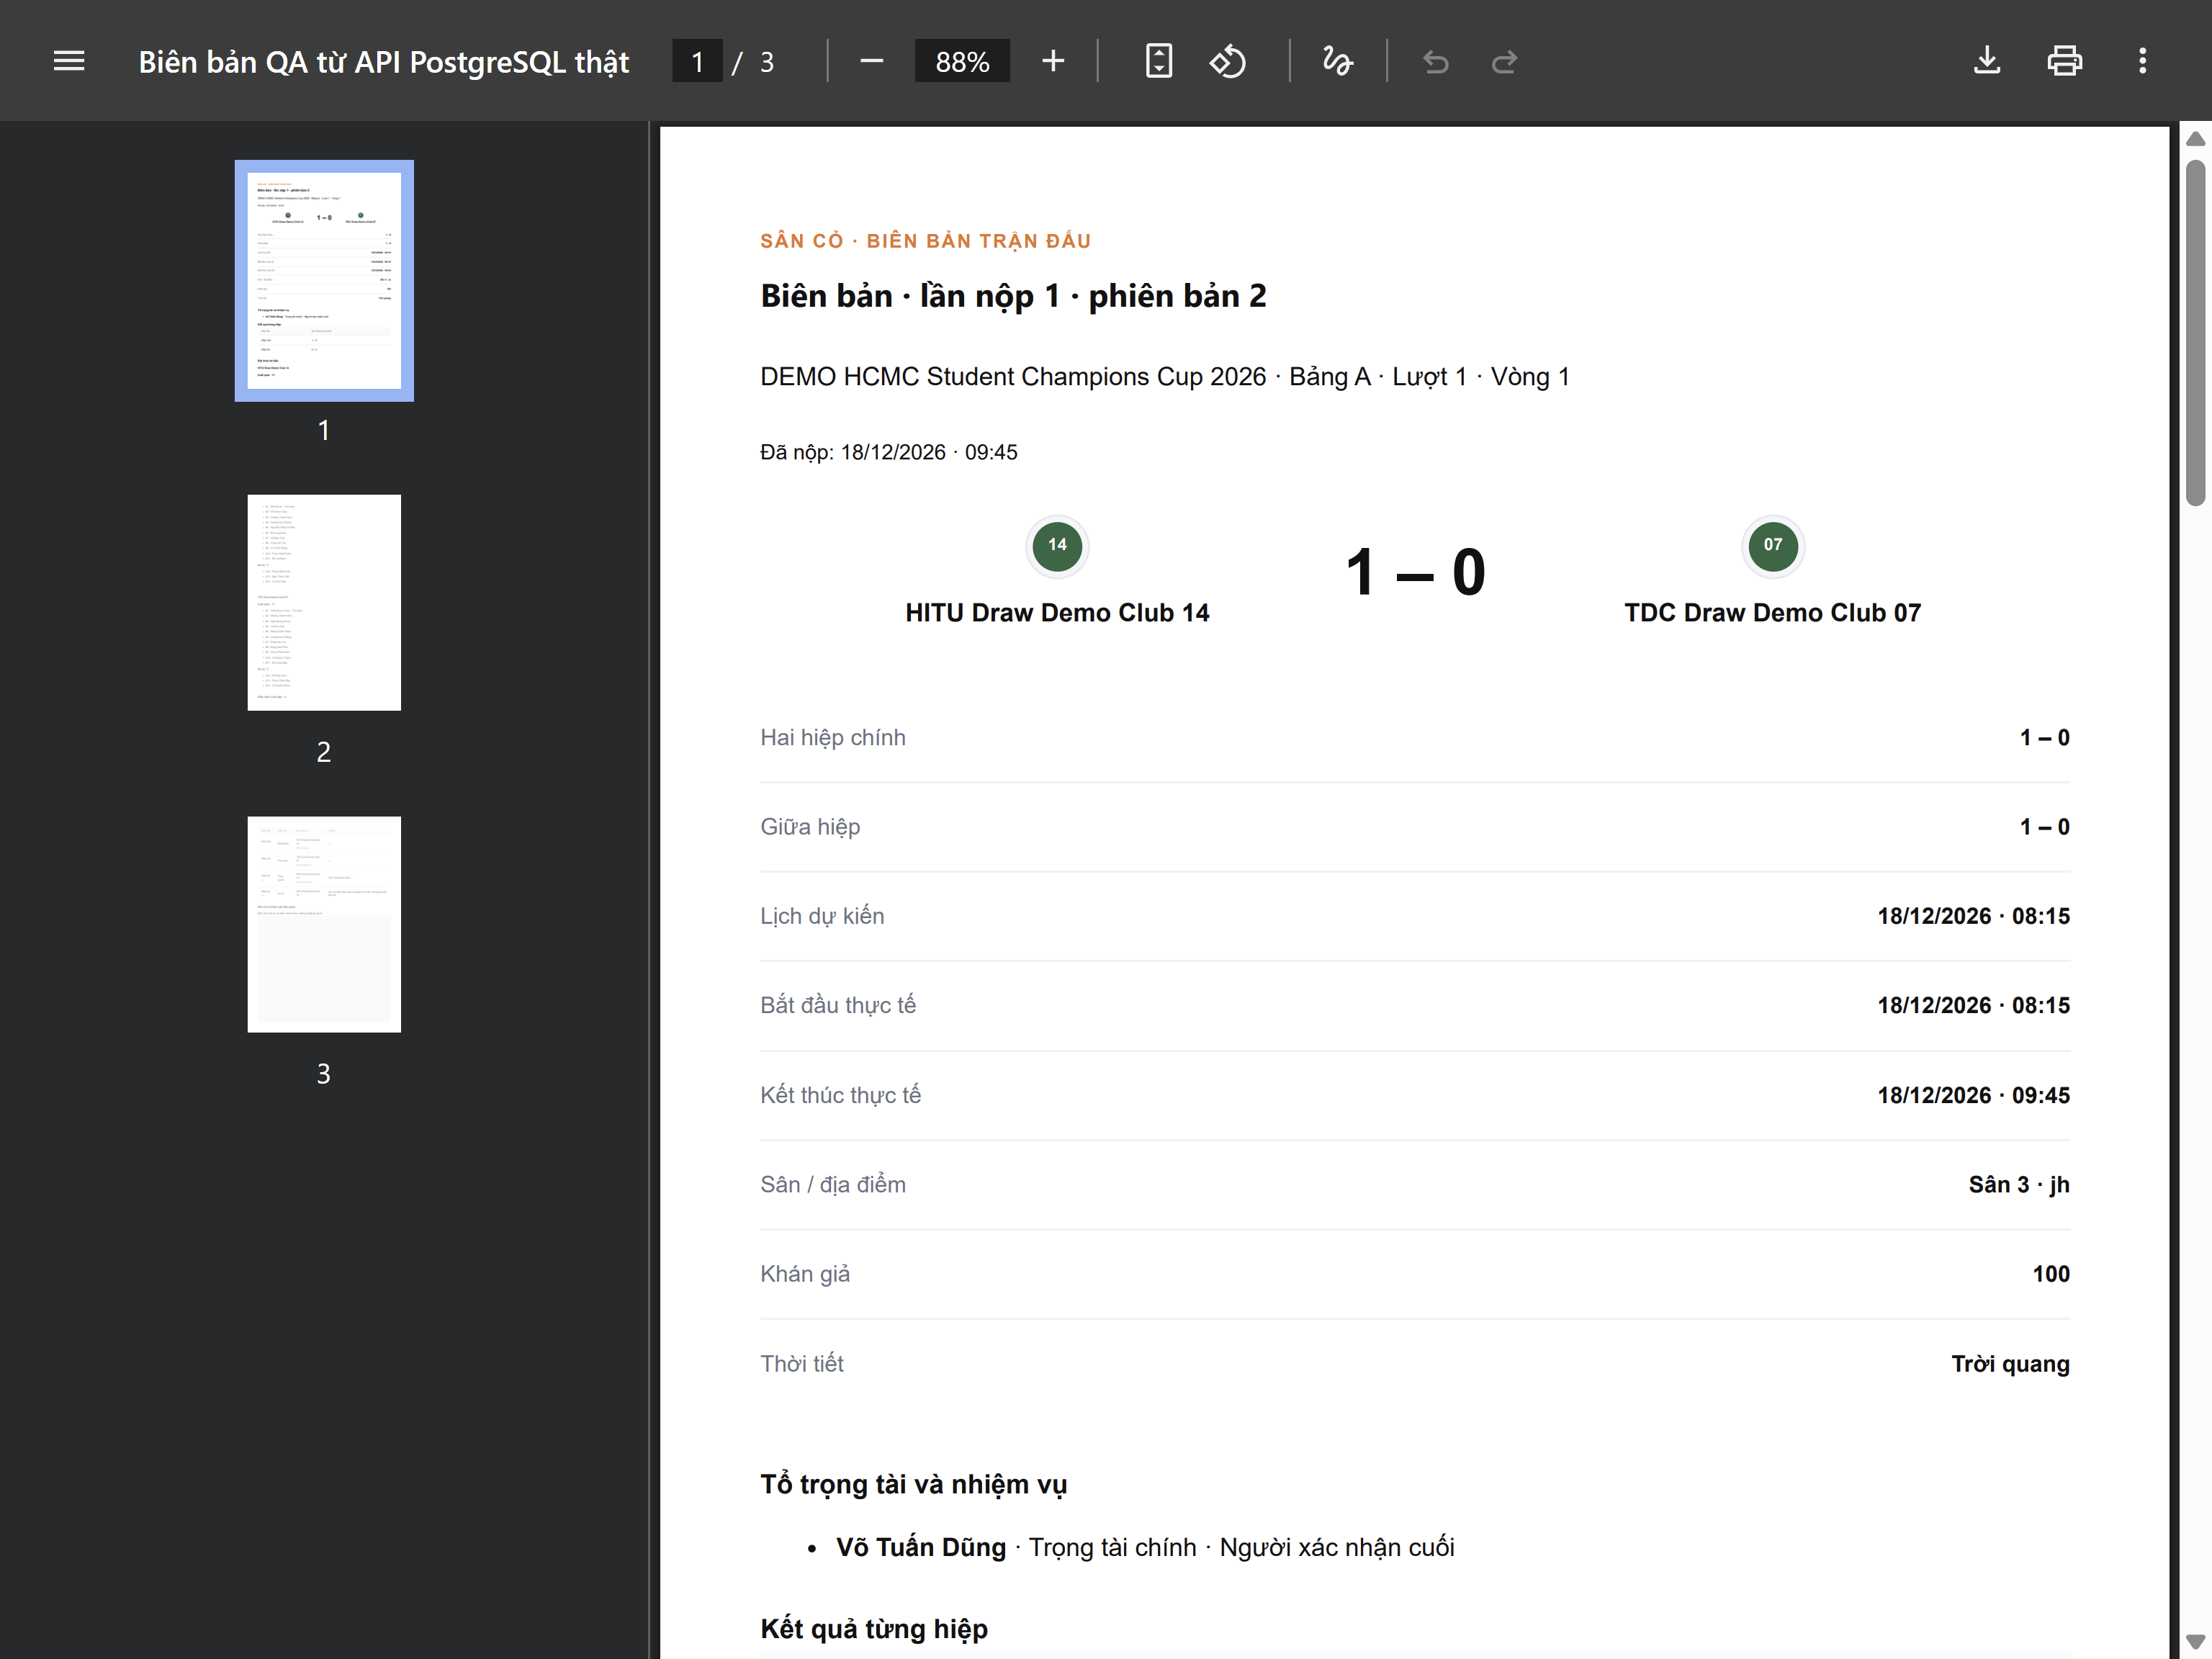 Biên bản QA từ API PostgreSQL thật 1 / 3 88%
1
2
3
SÂN CỎ · BIÊN BẢN TRẬN ĐẤU
Biên bản · lần nộp 1 · phiên bản 2
DEMO HCMC Student Champions Cup 2026 · Bảng A · Lượt 1 · Vòng 1
Đã nộp: 18/12/2026 · 09:45
14
HITU Draw Demo Club 14
1 – 0
07
TDC Draw Demo Club 07
Hai hiệp chính 1 – 0
Giữa hiệp 1 – 0
Lịch dự kiến 18/12/2026 · 08:15
Bắt đầu thực tế 18/12/2026 · 08:15
Kết thúc thực tế 18/12/2026 · 09:45
Sân / địa điểm Sân 3 · jh
Khán giả 100
Thời tiết Trời quang
Tổ trọng tài và nhiệm vụ
• Võ Tuấn Dũng · Trọng tài chính · Người xác nhận cuối
Kết quả từng hiệp